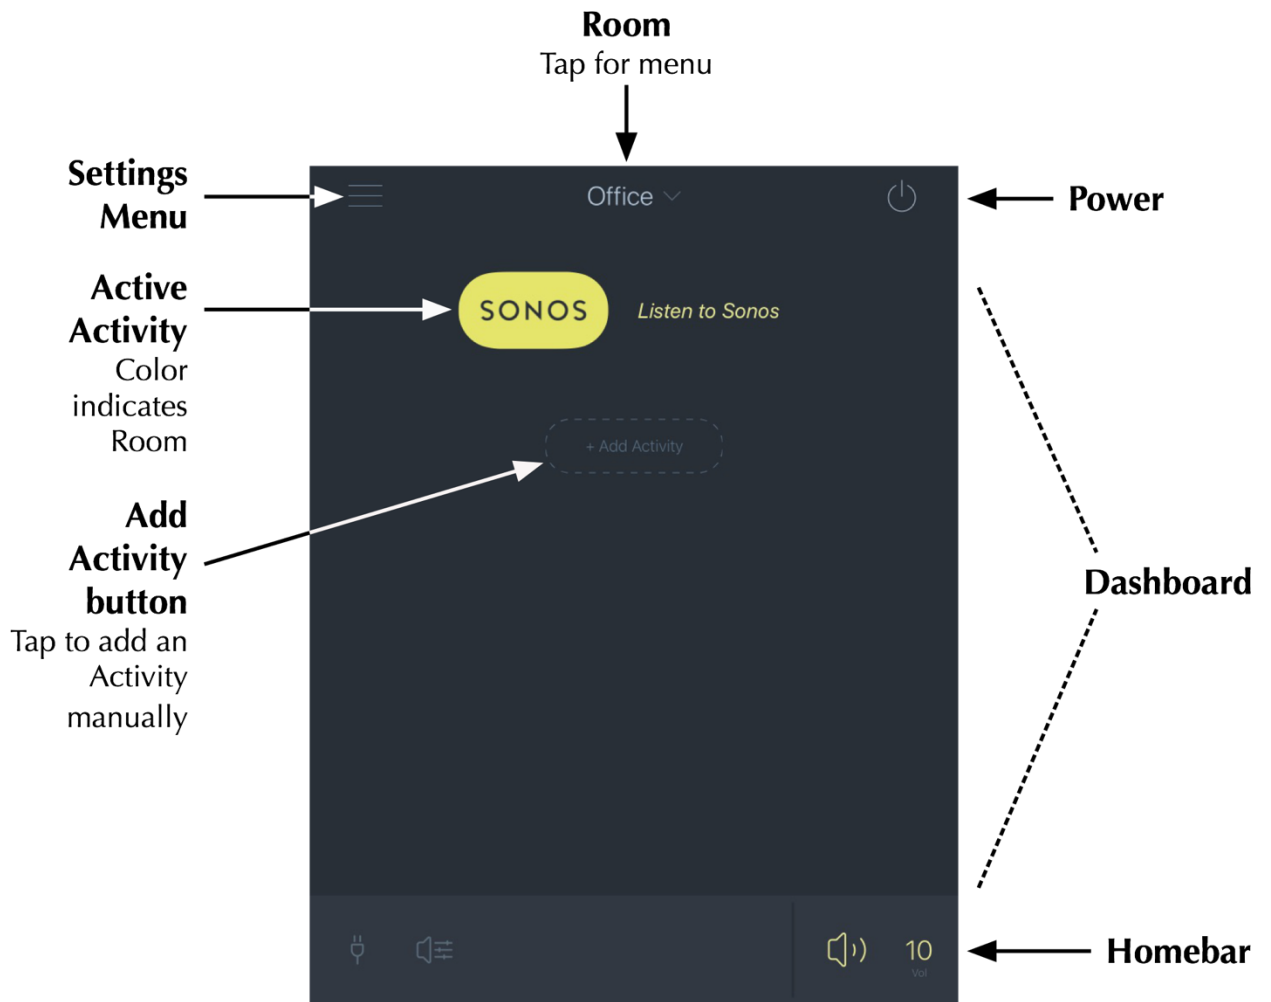 Room
Tap for menu
Settings
Menu
Office
Power
Active
Activity
Color
indicates
Room
SONOS
Listen to Sonos
+ Add Activity
Add
Activity
button
Tap to add an
Activity
manually
Dashboard
10
Vol
Homebar